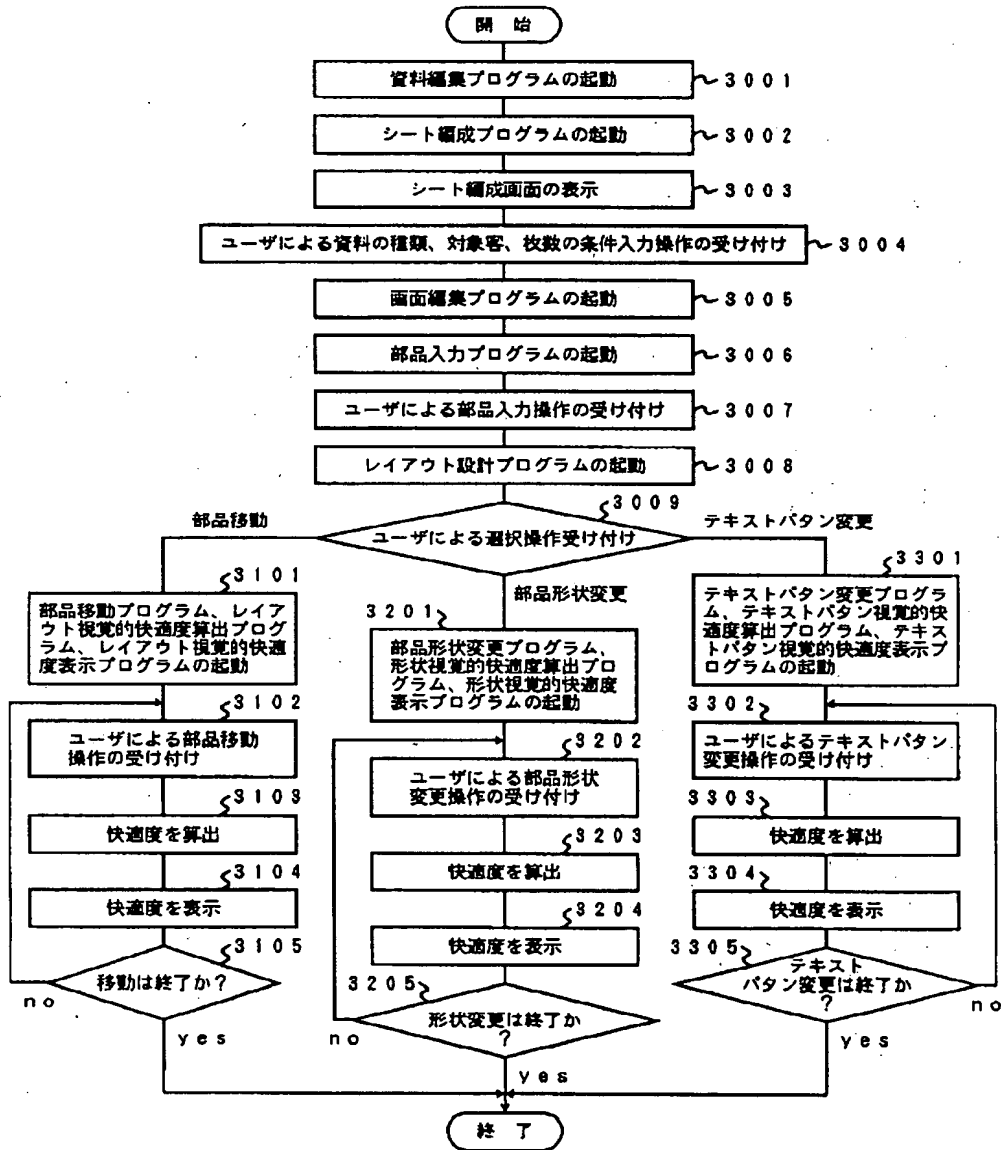 開 始
資料編集プログラムの起動
3001
シート編成プログラムの起動
3002
シート編成画面の表示
3003
ユーザによる資料の種類、対象客、枚数の条件入力操作の受け付け
3004
画面編集プログラムの起動
3005
部品入力プログラムの起動
3006
ユーザによる部品入力操作の受け付け
3007
レイアウト設計プログラムの起動
3008
3009
ユーザによる選択操作受け付け
部品移動
3101
部品移動プログラム、レイア
ウト視覚的快適度算出プログ
ラム、レイアウト視覚的快適
度表示プログラムの起動
3102
ユーザによる部品移動
操作の受け付け
3103
快適度を算出
3104
快適度を表示
3105
移動は終了か?
no
yes
部品形状変更
3201
部品形状変更プログラム、
形状視覚的快適度算出プロ
グラム、形状視覚的快適度
表示プログラムの起動
3202
ユーザによる部品形状
変更操作の受け付け
3203
快適度を算出
3204
快適度を表示
3205
形状変更は終了か
?
no
yes
テキストパタン変更
3301
テキストパタン変更プログラ
ム、テキストパタン視覚的快
適度算出プログラム、テキス
トパタン視覚的快適度表示プ
ログラムの起動
3302
ユーザによるテキストパタン
変更操作の受け付け
3303
快適度を算出
3304
快適度を表示
3305
テキスト
パタン変更は終了か
?
no
yes
終 了